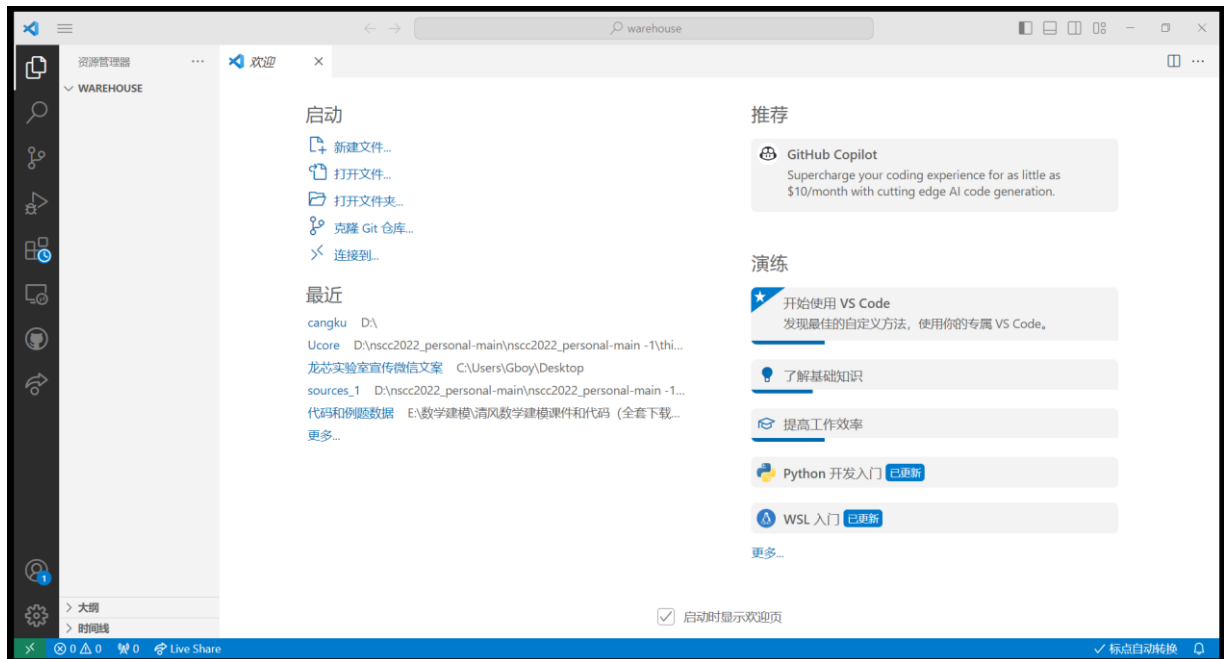 warehouse
资源管理器
WAREHOUSE
欢迎
启动
新建文件...
打开文件...
打开文件夹...
克隆 Git 仓库...
连接到...
最近
cangku D:\
Ucore D:\nscc2022_personal-main\nscc2022_personal-main -1\thi...
龙芯实验室宣传微信文案 C:\Users\Gboy\Desktop
sources_1 D:\nscc2022_personal-main\nscc2022_personal-main -1...
代码和例题数据 E:\数学建模\清风数学建模课件和代码（全套下载...
更多...
推荐
GitHub Copilot
Supercharge your coding experience for as little as
$10/month with cutting edge AI code generation.
演练
开始使用 VS Code
发现最佳的自定义方法，使用你的专属 VS Code。
了解基础知识
提高工作效率
Python 开发入门 已更新
WSL 入门 已更新
更多...
1
大纲
时间线
启动时显示欢迎页
0 0 0 Live Share
标点自动转换